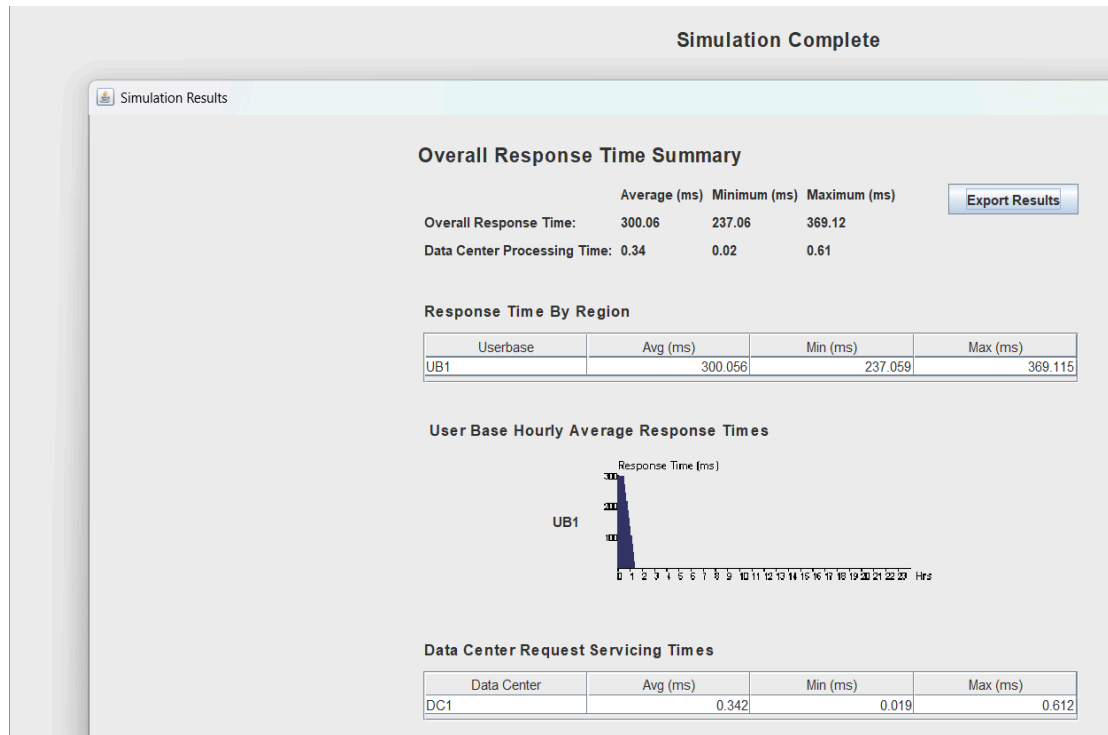 Simulation Complete
Simulation Results
Overall Response Time Summary
Average (ms) Minimum (ms) Maximum (ms)
Export Results
Overall Response Time: 300.06 237.06 369.12
Data Center Processing Time: 0.34 0.02 0.61
Response Time By Region
Userbase Avg (ms) Min (ms) Max (ms)
UB1 300.056 237.059 369.115
User Base Hourly Average Response Times
Response Time (ms)
300
200
UB1
100
0 1 2 3 4 5 6 7 8 9 10 11 12 13 14 15 16 17 18 19 20 21 22 23 Hrs
Data Center Request Servicing Times
Data Center Avg (ms) Min (ms) Max (ms)
DC1 0.342 0.019 0.612